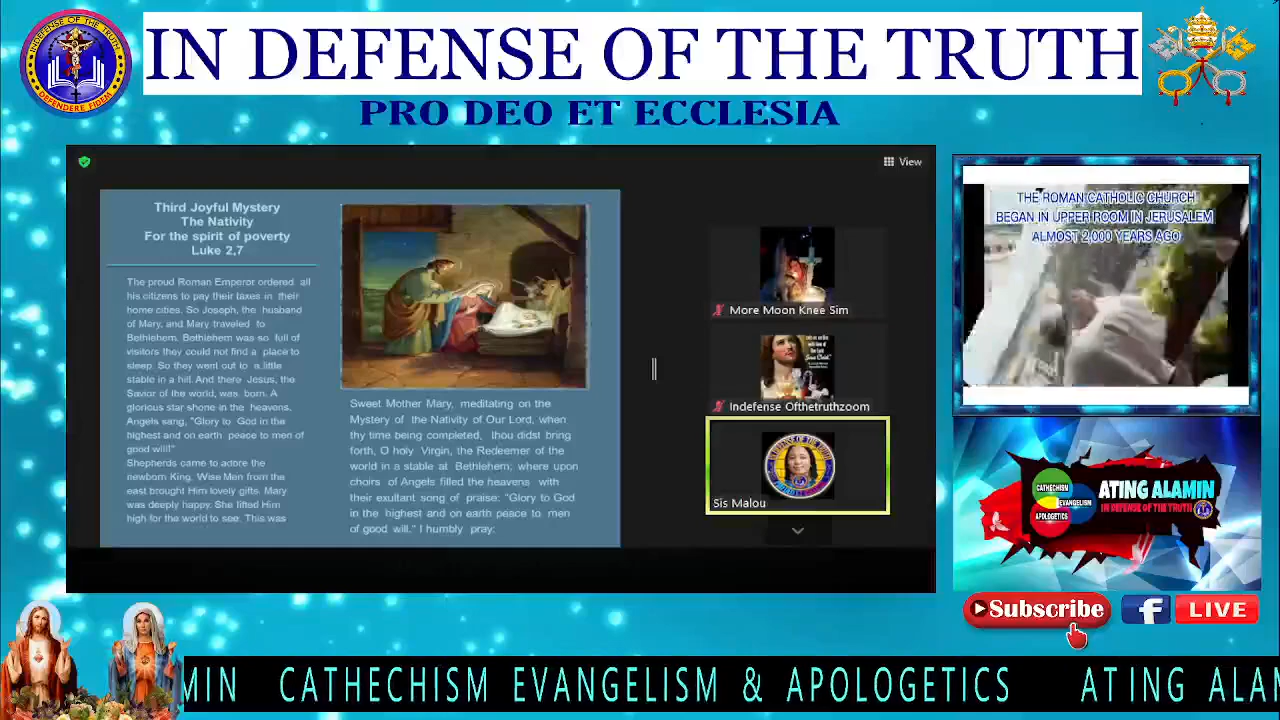 IN DEFENSE OF THE TRUTH
PRO DEO ET ECCLESIA
INDEFENSE OF THE TRUTH
DEFENDERE FIDEM
View
Third Joyful Mystery
The Nativity
For the spirit of poverty
Luke 2,7
The proud Roman Emperor ordered all
his citizens to pay their taxes in their
home cities. So Joseph, the husband
of Mary, and Mary traveled to
Bethlehem. Bethlehem was so full of
visitors they could not find a place to
sleep. So they went out to a little
stable in a hill. And there Jesus, the
Savior of the world, was born. A
glorious star shone in the heavens.
Angels sang, "Glory to God in the
highest and on earth peace to men of
good will!"
Shepherds came to adore the
newborn King. Wise Men from the
east brought Him lovely gifts. Mary
was deeply happy. She lifted Him
high for the world to see. This was
Sweet Mother Mary, meditating on the
Mystery of the Nativity of Our Lord, when
thy time being completed, thou didst bring
forth, O holy Virgin, the Redeemer of the
world in a stable at Bethlehem; where upon
choirs of Angels filled the heavens with
their exultant song of praise: "Glory to God
in the highest and on earth peace to men
of good will." I humbly pray:
More Moon Knee Sim
Indefense Ofthetruthzoom
Sis Malou
THE ROMAN CATHOLIC CHURCH
BEGAN IN UPPER ROOM IN JERUSALEM
ALMOST 2,000 YEARS AGO
CATECHISM
EVANGELISM
APOLOGETICS
ATING ALAMIN
IN DEFENSE OF THE TRUTH
Subscribe
f
LIVE
MIN CATHECHISM EVANGELISM & APOLOGETICS ATING ALAM